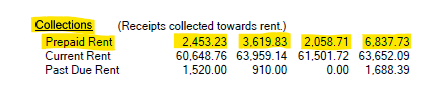 Collections (Receipts collected towards rent.)
Prepaid Rent 2,453.23 3,619.83 2,058.71 6,837.73
Current Rent 60,648.76 63,959.14 61,501.72 63,652.09
Past Due Rent 1,520.00 910.00 0.00 1,688.39